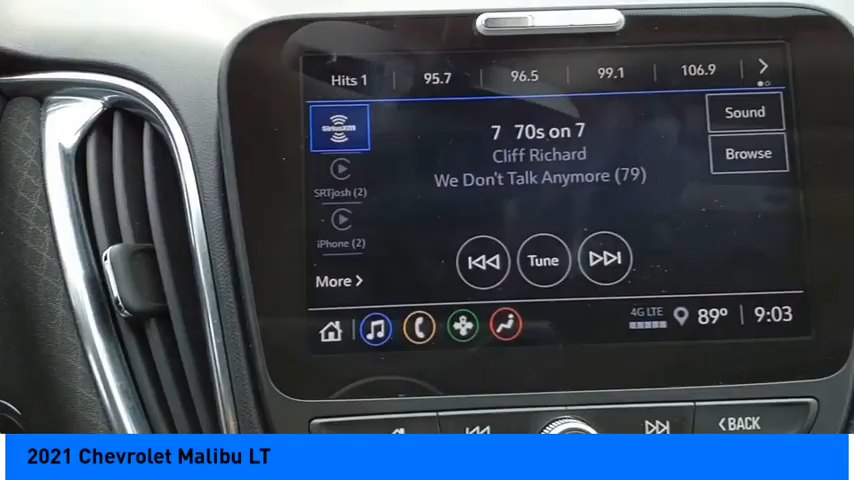 Hits 1 95.7 96.5 99.1 106.9
SiriusXM
7 70s on 7
Sound
Cliff Richard
Browse
We Don't Talk Anymore (79)
SRTjosh (2)
iPhone (2)
More
Tune
4G LTE 89° 9:03
BACK
2021 Chevrolet Malibu LT